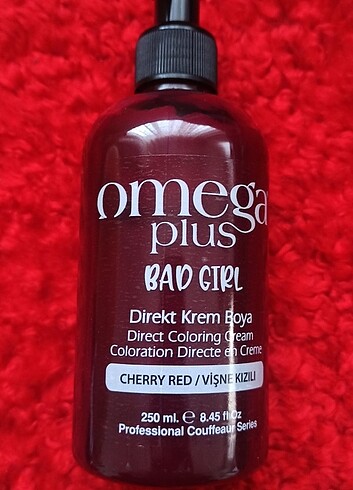 omega
plus
BAD GIRL
Direkt Krem Boya
Direct Coloring Cream
Coloration Directe en Creme
CHERRY RED / VİŞNE KIZILI
250 ml. ℮ 8.45 fl Oz
Professional Couffeaur Series